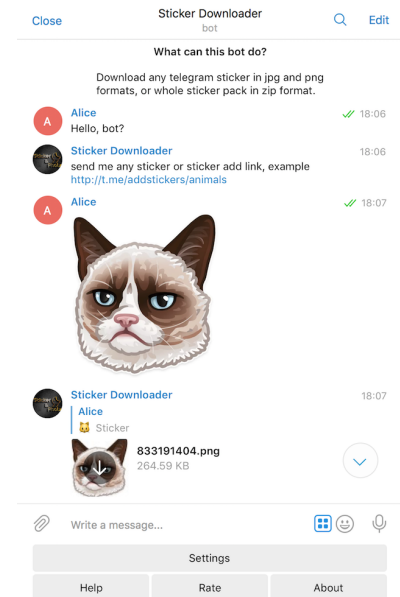 Close
Sticker Downloader
Edit
bot
What can this bot do?
Download any telegram sticker in jpg and png
formats, or whole sticker pack in zip format.
A
Alice
18:06
Hello, bot?
Sticker Downloader
18:06
send me any sticker or sticker add link, example
http://t.me/addstickers/animals
A
Alice
18:07
Sticker Downloader
18:07
Alice
Sticker
833191404.png
264.59 KB
Write a message...
Settings
Help
Rate
About